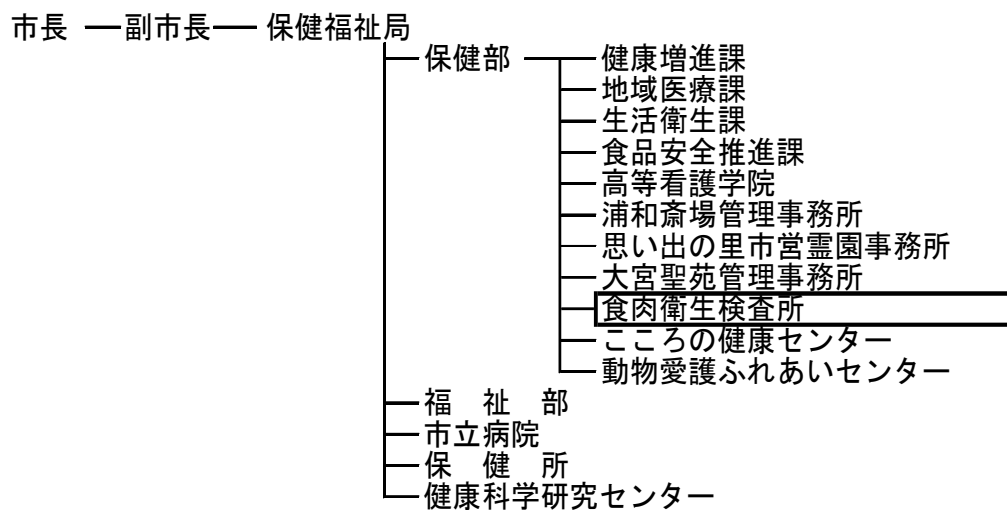 市長 副市長 保健福祉局
保健部 健康増進課
地域医療課
生活衛生課
食品安全推進課
高等看護学院
浦和斎場管理事務所
思い出の里市営霊園事務所
大宮聖苑管理事務所
食肉衛生検査所
こころの健康センター
動物愛護ふれあいセンター
福 祉 部
市立病院
保 健 所
健康科学研究センター